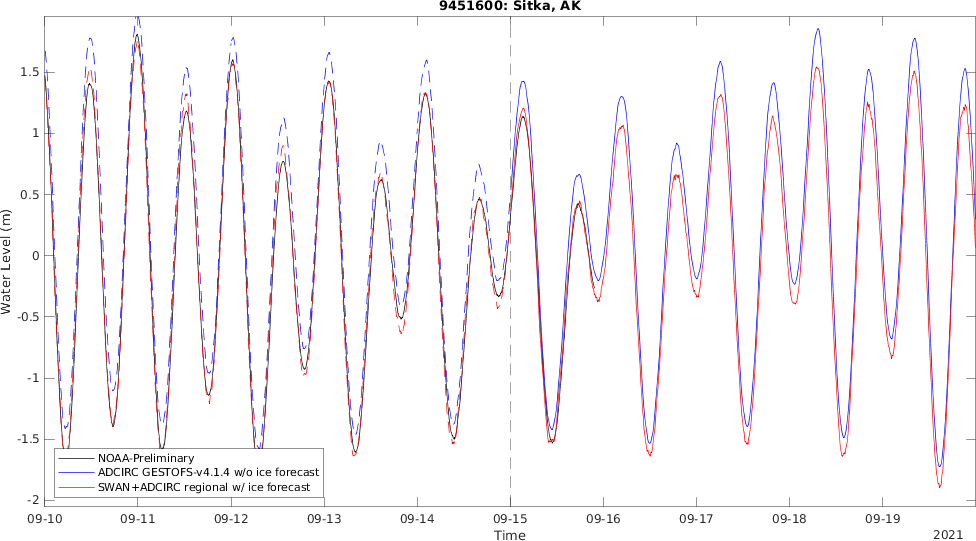 9451600: Sitka, AK
Water Level (m)
1.5
1
0.5
0
-0.5
-1
-1.5
-2
NOAA-Preliminary
ADCIRC GESTOFS-v4.1.4 w/o ice forecast
SWAN+ADCIRC regional w/ ice forecast
09-10 09-11 09-12 09-13 09-14 09-15 09-16 09-17 09-18 09-19
Time
2021